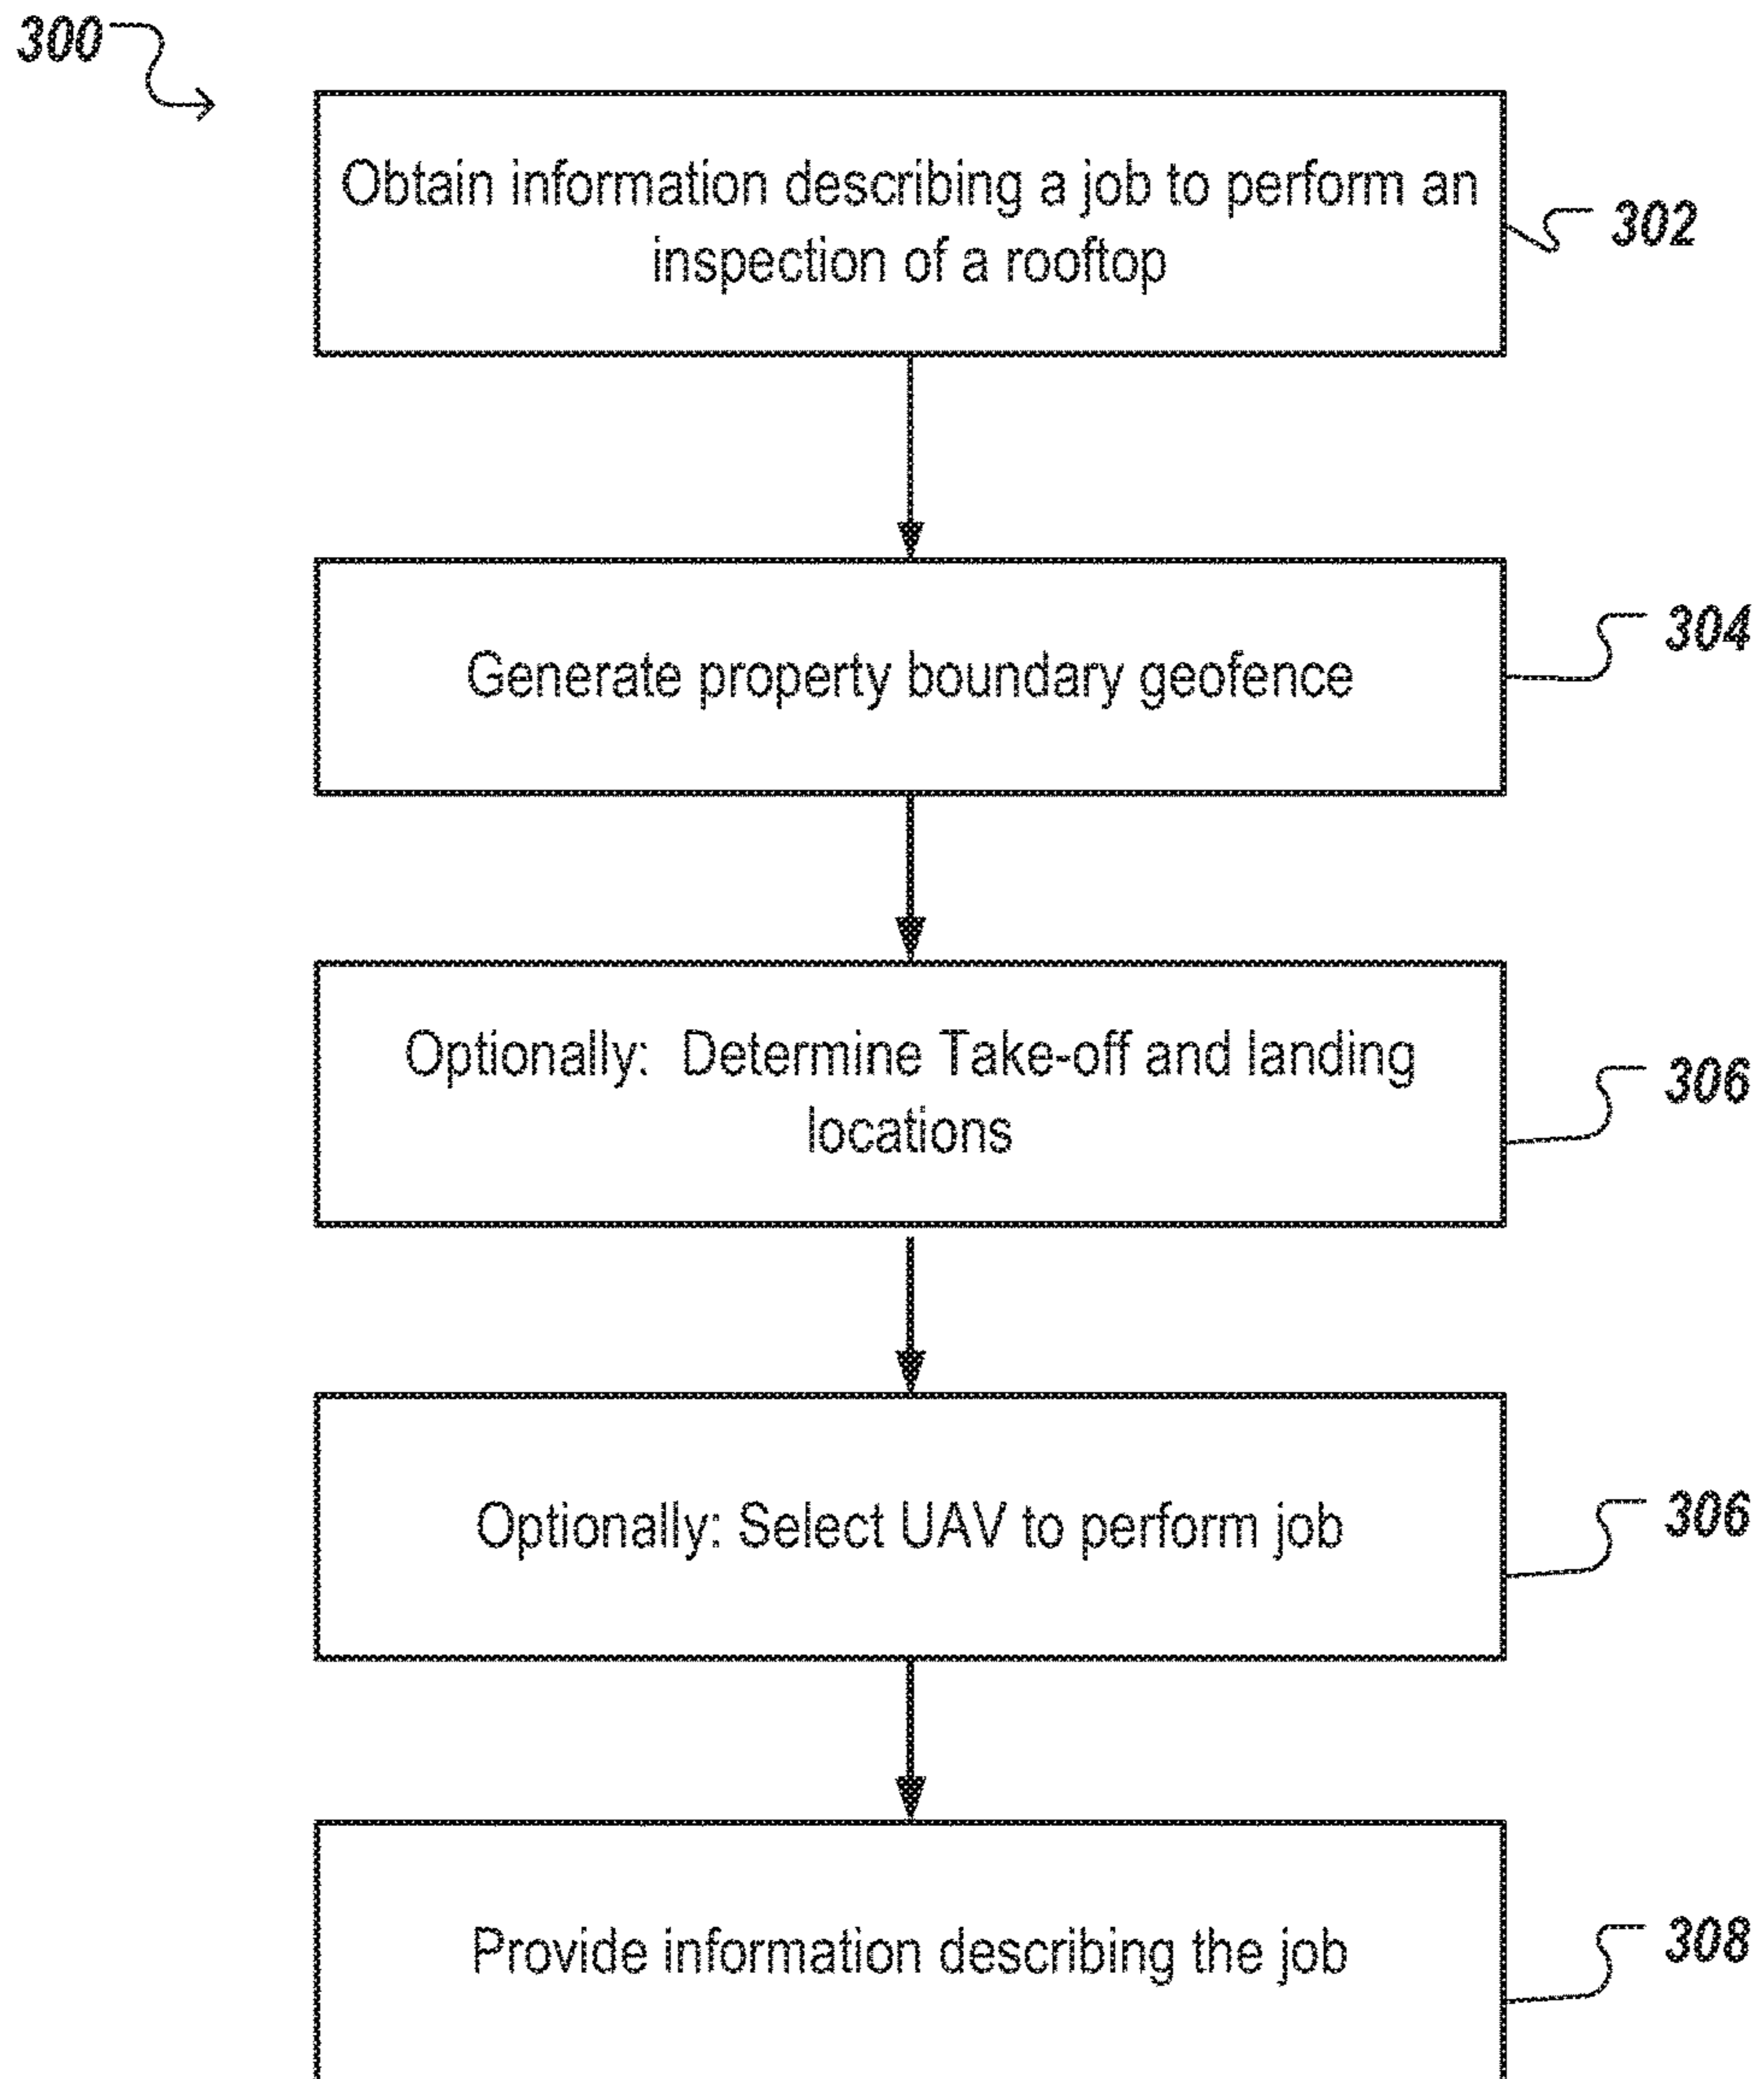 300
Obtain information describing a job to perform an
inspection of a rooftop
302
Generate property boundary geofence
304
Optionally: Determine Take-off and landing
locations
306
Optionally: Select UAV to perform job
306
Provide information describing the job
308